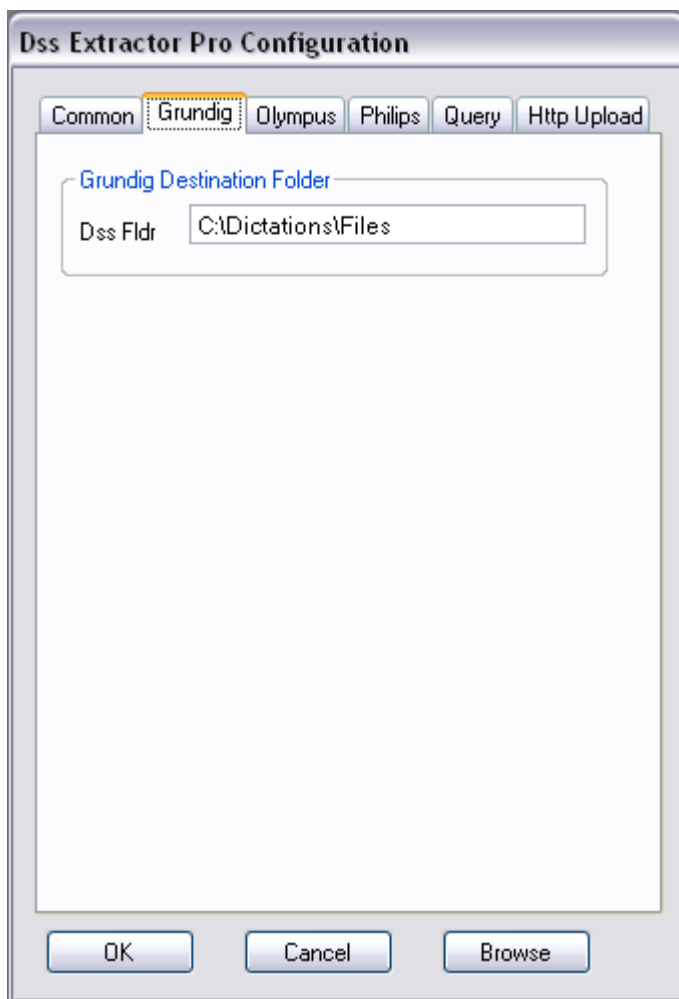 Dss Extractor Pro Configuration
Common Grundig Olympus Philips Query Http Upload
Grundig Destination Folder
Dss Fldr C:\Dictations\Files
OK Cancel Browse